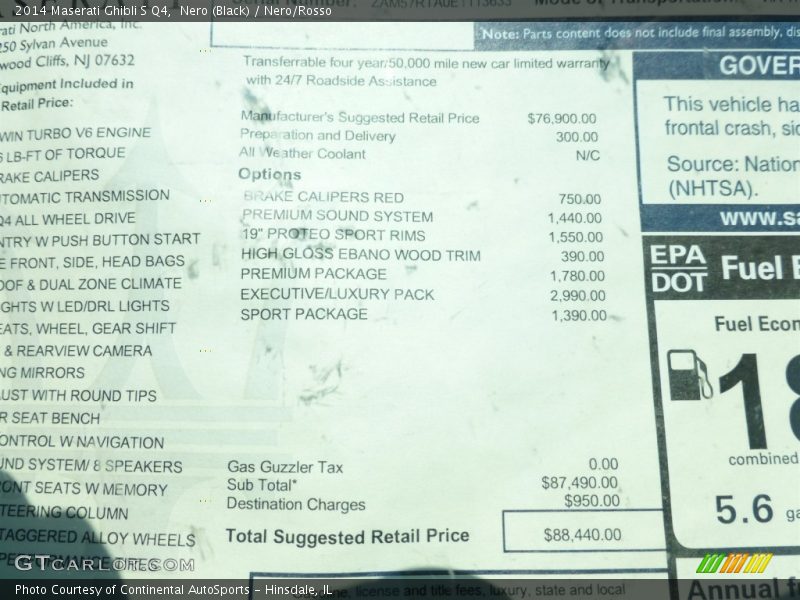 2014 Maserati Ghibli S Q4, Nero (Black) / Nero/Rosso
rati North America, Inc.
250 Sylvan Avenue
wood Cliffs, NJ 07632
Equipment Included in
Retail Price:
WIN TURBO V6 ENGINE
LB-FT OF TORQUE
RAKE CALIPERS
UTOMATIC TRANSMISSION
Q4 ALL WHEEL DRIVE
NTRY W PUSH BUTTON START
E FRONT, SIDE, HEAD BAGS
OOF & DUAL ZONE CLIMATE
IGHTS W LED/DRL LIGHTS
EATS, WHEEL, GEAR SHIFT
& REARVIEW CAMERA
NG MIRRORS
AUST WITH ROUND TIPS
R SEAT BENCH
ONTROL W NAVIGATION
UND SYSTEM/ 8 SPEAKERS
RONT SEATS W MEMORY
TEERING COLUMN
TAGGERED ALLOY WHEELS
Note: Parts content does not include final assembly, dis
Transferrable four year/50,000 mile new car limited warranty
with 24/7 Roadside Assistance
Manufacturer's Suggested Retail Price $76,900.00
Preparation and Delivery 300.00
All Weather Coolant N/C
Options
BRAKE CALIPERS RED 750.00
PREMIUM SOUND SYSTEM 1,440.00
19" PROTEO SPORT RIMS 1,550.00
HIGH GLOSS EBANO WOOD TRIM 390.00
PREMIUM PACKAGE 1,780.00
EXECUTIVE/LUXURY PACK 2,990.00
SPORT PACKAGE 1,390.00
Gas Guzzler Tax 0.00
Sub Total* $87,490.00
Destination Charges $950.00
Total Suggested Retail Price $88,440.00
GOVER
This vehicle ha
frontal crash, sid
Source: Nation
(NHTSA).
www.sa
EPA
DOT Fuel E
Fuel Econ
18
combined
5.6 ga
Annual f
license and title fees, luxury, state and local
GTcarlot.com
Photo Courtesy of Continental AutoSports - Hinsdale, IL